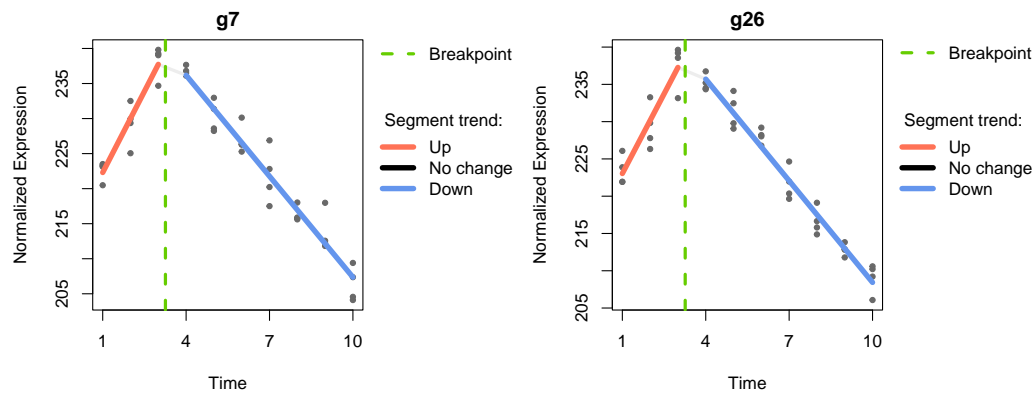 g7
Normalized Expression
235
225
215
205
1
4
7
10
Time
Breakpoint
Segment trend:
Up
No change
Down
g26
Normalized Expression
235
225
215
205
1
4
7
10
Time
Breakpoint
Segment trend:
Up
No change
Down